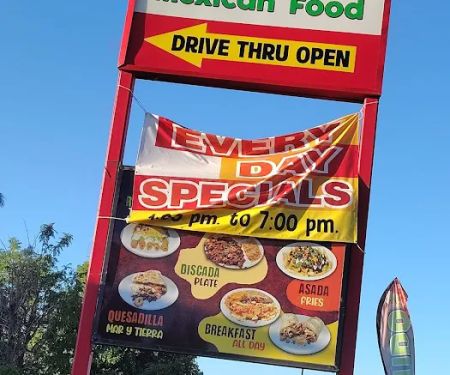 Mexican Food
DRIVE THRU OPEN
EVERY
DAY
SPECIALS
pm. to 7:00 pm.
DISCADA
PLATE
ASADA
FRIES
QUESADILLA
MAR Y TIERRA
BREAKFAST
ALL DAY